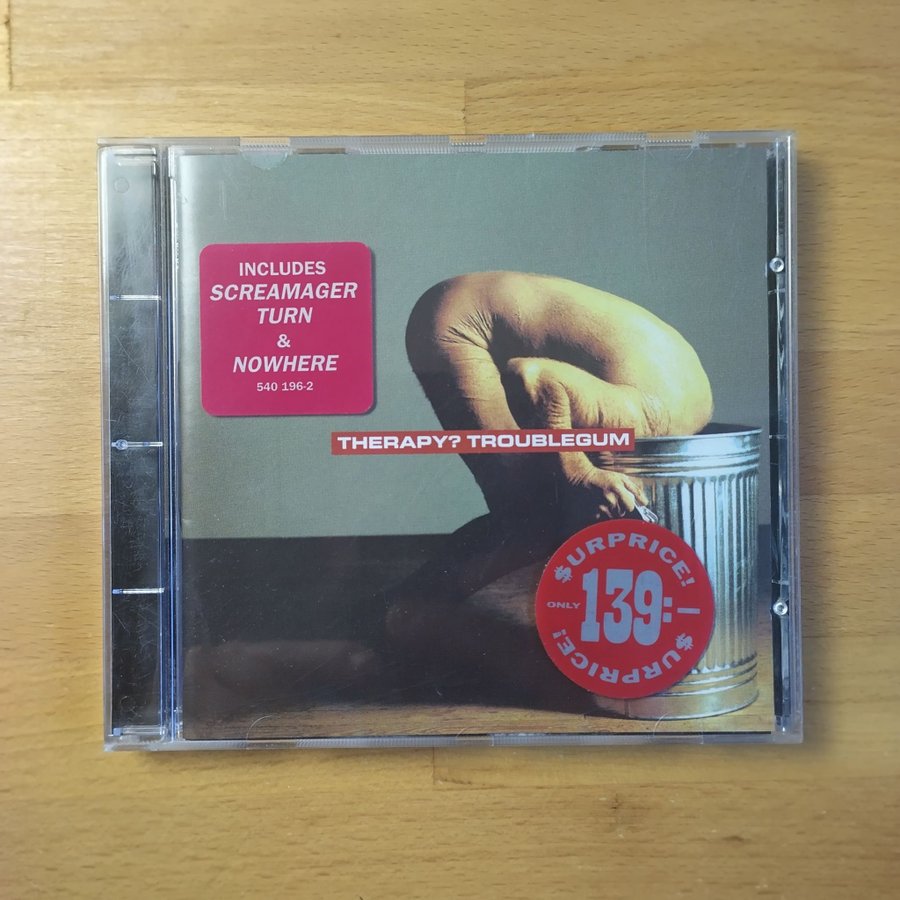 INCLUDES
SCREAMAGER
TURN
&
NOWHERE
540 196-2
THERAPY? TROUBLEGUM
$URPRICE!
ONLY 139:-
$URPRICE!